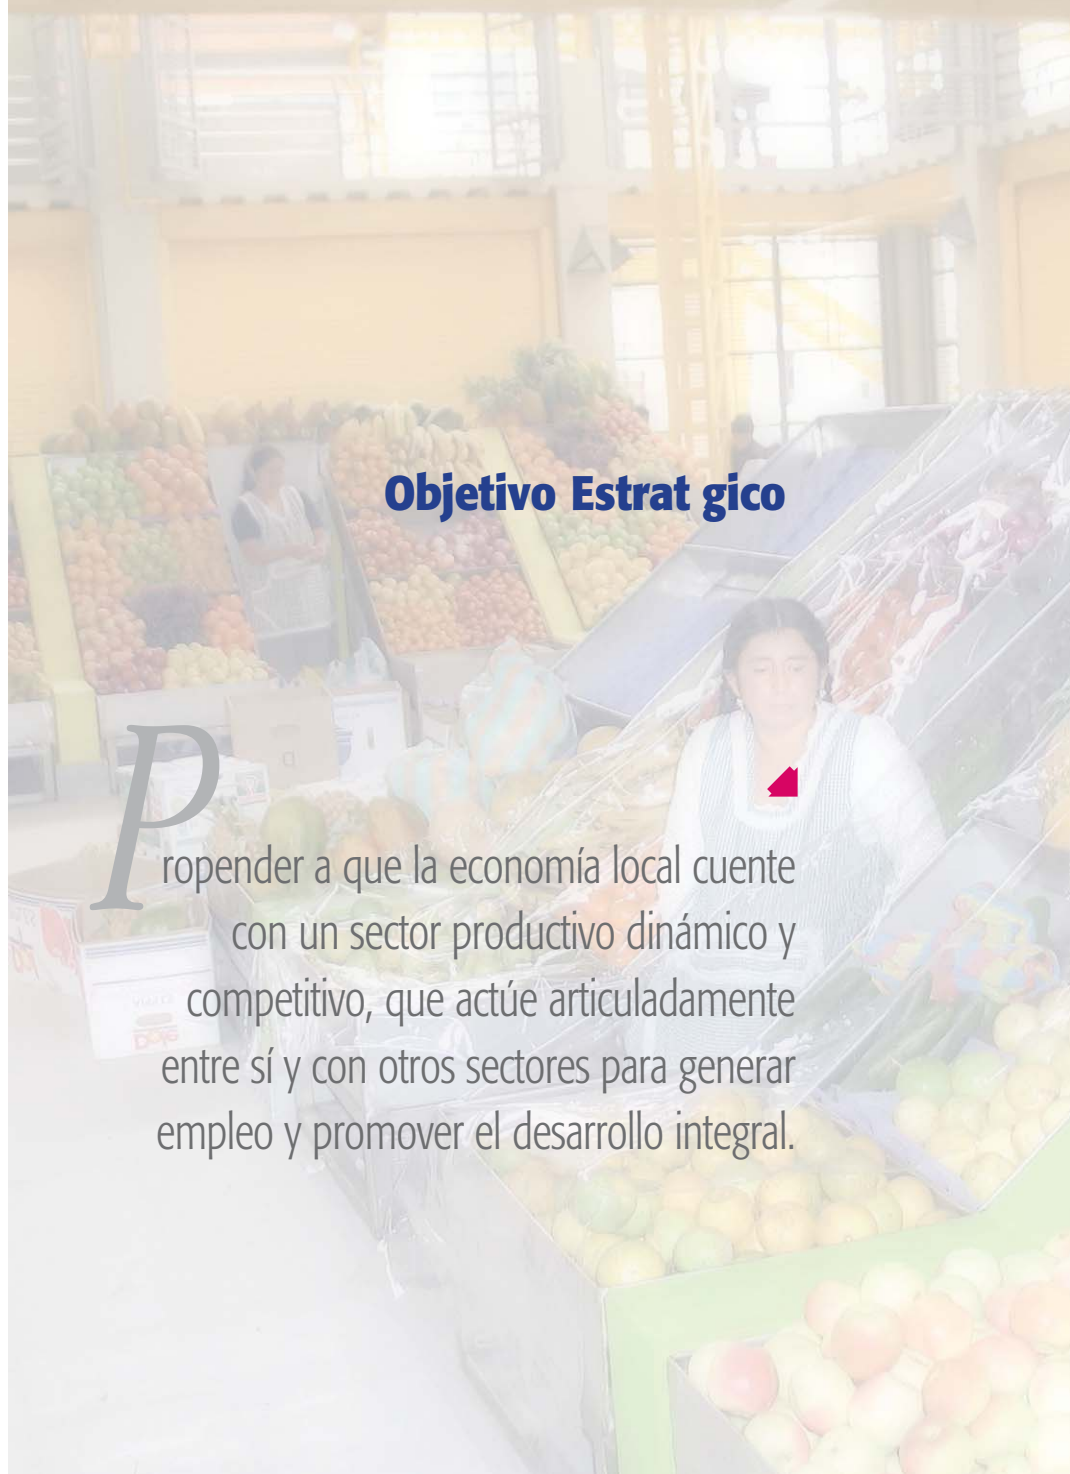 Objetivo Estrat gico
Propender a que la economía local cuente
con un sector productivo dinámico y
competitivo, que actúe articuladamente
entre sí y con otros sectores para generar
empleo y promover el desarrollo integral.
Dole